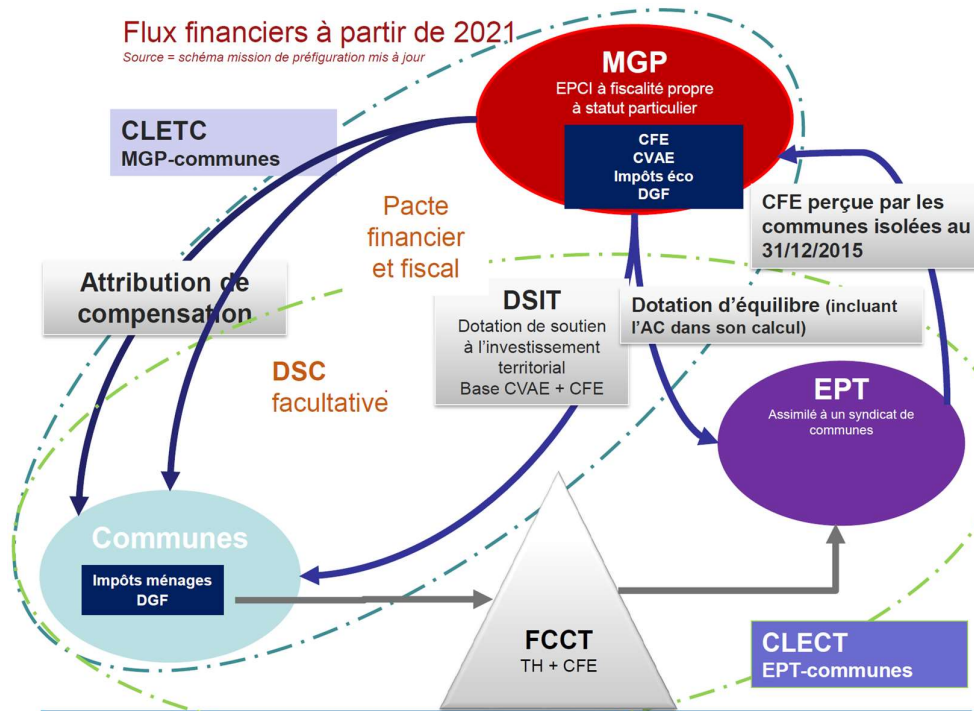 Flux financiers à partir de 2021
Source = schéma mission de préfiguration mis à jour
MGP
EPCI à fiscalité propre
à statut particulier
CFE
CVAE
Impôts éco
DGF
CLETC
MGP-communes
CFE perçue par les
communes isolées au
31/12/2015
Pacte
financier
et fiscal
Attribution de
compensation
DSIT
Dotation de soutien
à l'investissement
territorial
Base CVAE + CFE
Dotation d'équilibre (incluant
l'AC dans son calcul)
DSC
facultative
EPT
Assimilé à un syndicat de
communes
Communes
Impôts ménages
DGF
FCCT
TH + CFE
CLECT
EPT-communes